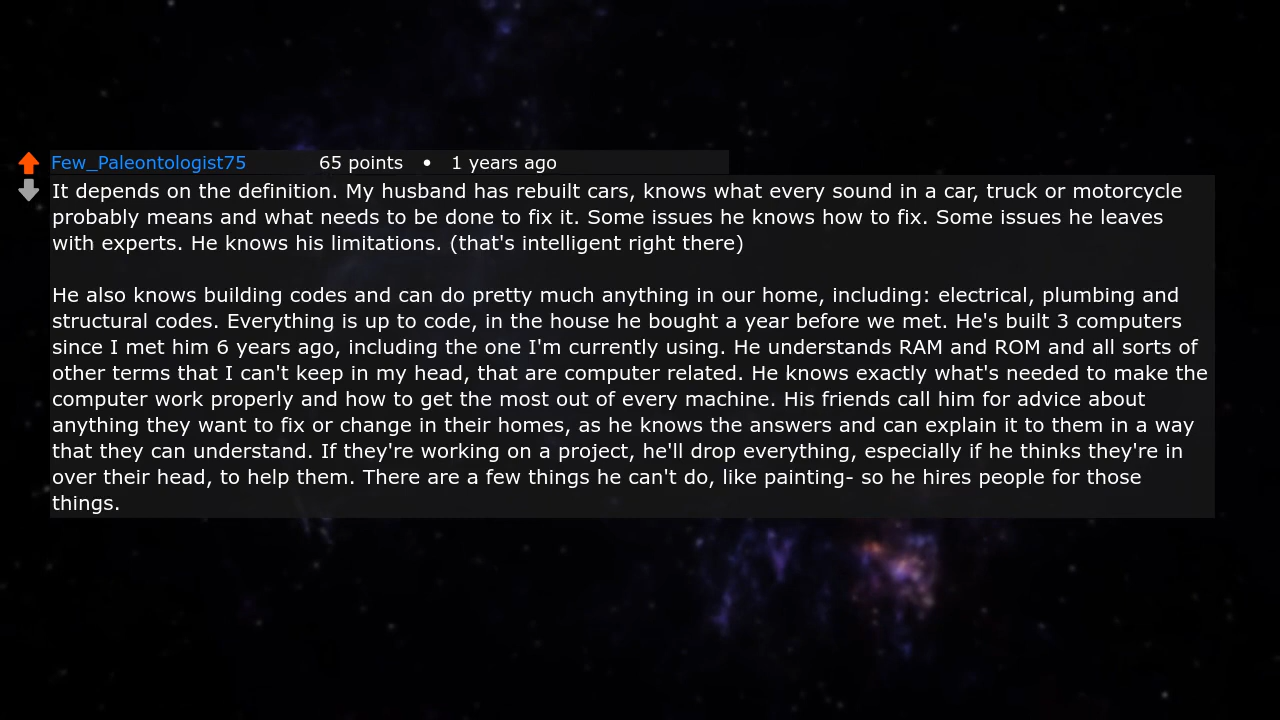 Few_Paleontologist75 65 points • 1 years ago
It depends on the definition. My husband has rebuilt cars, knows what every sound in a car, truck or motorcycle
probably means and what needs to be done to fix it. Some issues he knows how to fix. Some issues he leaves
with experts. He knows his limitations. (that's intelligent right there)
He also knows building codes and can do pretty much anything in our home, including: electrical, plumbing and
structural codes. Everything is up to code, in the house he bought a year before we met. He's built 3 computers
since I met him 6 years ago, including the one I'm currently using. He understands RAM and ROM and all sorts of
other terms that I can't keep in my head, that are computer related. He knows exactly what's needed to make the
computer work properly and how to get the most out of every machine. His friends call him for advice about
anything they want to fix or change in their homes, as he knows the answers and can explain it to them in a way
that they can understand. If they're working on a project, he'll drop everything, especially if he thinks they're in
over their head, to help them. There are a few things he can't do, like painting- so he hires people for those
things.